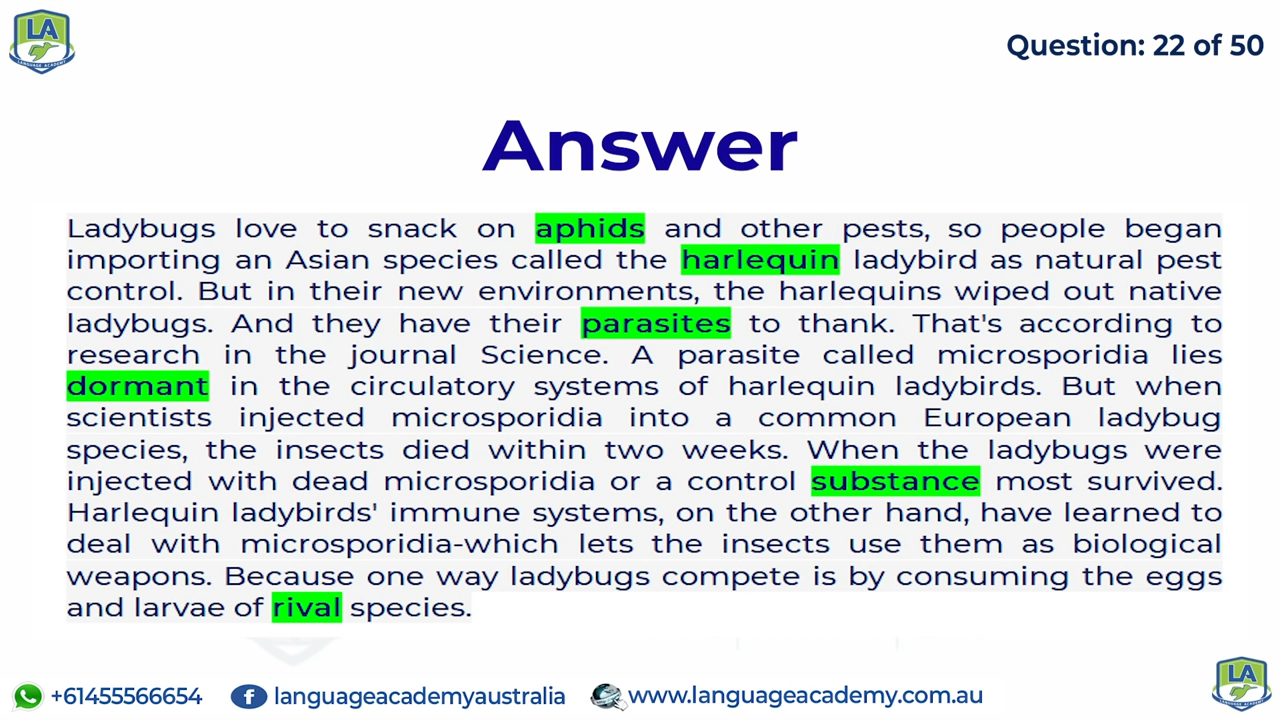 LA
LANGUAGE ACADEMY
Question: 22 of 50
Answer
Ladybugs love to snack on aphids and other pests, so people began
importing an Asian species called the harlequin ladybird as natural pest
control. But in their new environments, the harlequins wiped out native
ladybugs. And they have their parasites to thank. That's according to
research in the journal Science. A parasite called microsporidia lies
dormant in the circulatory systems of harlequin ladybirds. But when
scientists injected microsporidia into a common European ladybug
species, the insects died within two weeks. When the ladybugs were
injected with dead microsporidia or a control substance most survived.
Harlequin ladybirds' immune systems, on the other hand, have learned to
deal with microsporidia-which lets the insects use them as biological
weapons. Because one way ladybugs compete is by consuming the eggs
and larvae of rival species.
+61455566654
languageacademyaustralia
www.languageacademy.com.au
LA
LANGUAGE ACADEMY